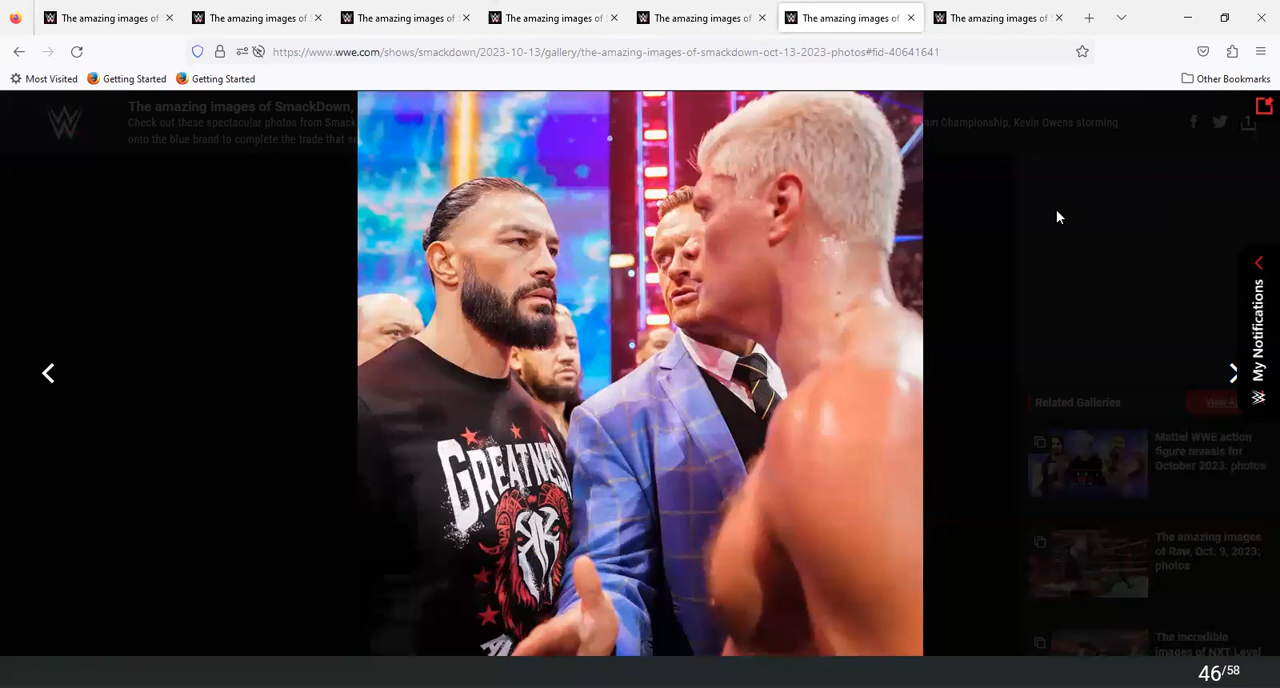 The amazing images of
The amazing images of
The amazing images of
The amazing images of
The amazing images of
The amazing images of
The amazing images of
https://www.wwe.com/shows/smackdown/2023-10-13/gallery/the-amazing-images-of-smackdown-oct-13-2023-photos#fid-40641641
Most Visited
Getting Started
Getting Started
Other Bookmarks
The amazing images of SmackDown,
Check out these spectacular photos from Smack
am Championship, Kevin Owens storming
onto the blue brand to complete the trade that s
1
GREATNESS
My Notifications
Related Galleries
View A
Mattel WWE action
figure reveals for
October 2023: photos
The amazing images
of Raw, Oct. 9, 2023:
photos
The incredible
images of NXT Level
46/58